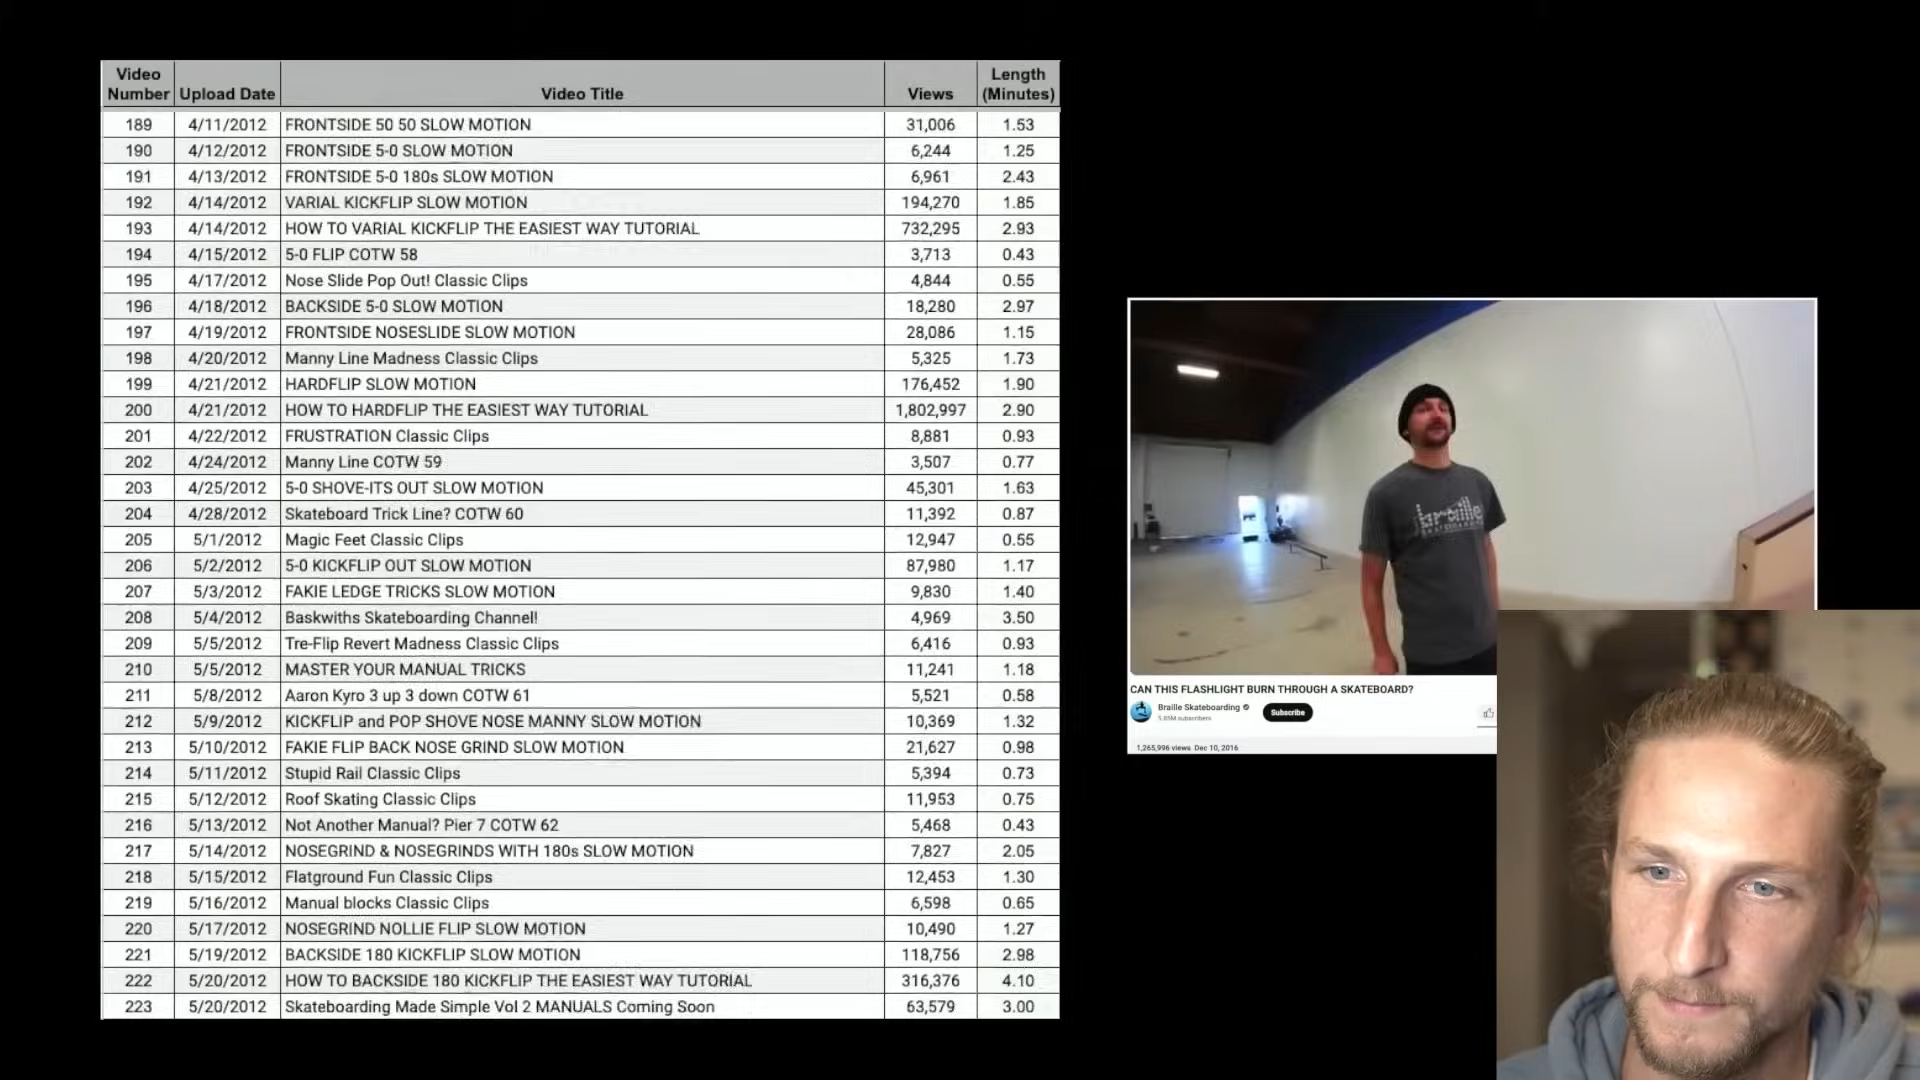 Video Number Upload Date Video Title Views Length (Minutes)
189 4/11/2012 FRONTSIDE 50 50 SLOW MOTION 31,006 1.53
190 4/12/2012 FRONTSIDE 5-0 SLOW MOTION 6,244 1.25
191 4/13/2012 FRONTSIDE 5-0 180s SLOW MOTION 6,961 2.43
192 4/14/2012 VARIAL KICKFLIP SLOW MOTION 194,270 1.85
193 4/14/2012 HOW TO VARIAL KICKFLIP THE EASIEST WAY TUTORIAL 732,295 2.93
194 4/15/2012 5-0 FLIP COTW 58 3,713 0.43
195 4/17/2012 Nose Slide Pop Out! Classic Clips 4,844 0.55
196 4/18/2012 BACKSIDE 5-0 SLOW MOTION 18,280 2.97
197 4/19/2012 FRONTSIDE NOSESLIDE SLOW MOTION 28,086 1.15
198 4/20/2012 Manny Line Madness Classic Clips 5,325 1.73
199 4/21/2012 HARDFLIP SLOW MOTION 176,452 1.90
200 4/21/2012 HOW TO HARDFLIP THE EASIEST WAY TUTORIAL 1,802,997 2.90
201 4/22/2012 FRUSTRATION Classic Clips 8,881 0.93
202 4/24/2012 Manny Line COTW 59 3,507 0.77
203 4/25/2012 5-0 SHOVE-ITS OUT SLOW MOTION 45,301 1.63
204 4/28/2012 Skateboard Trick Line? COTW 60 11,392 0.87
205 5/1/2012 Magic Feet Classic Clips 12,947 0.55
206 5/2/2012 5-0 KICKFLIP OUT SLOW MOTION 87,980 1.17
207 5/3/2012 FAKIE LEDGE TRICKS SLOW MOTION 9,830 1.40
208 5/4/2012 Baskwiths Skateboarding Channel! 4,969 3.50
209 5/5/2012 Tre-Flip Revert Madness Classic Clips 6,416 0.93
210 5/5/2012 MASTER YOUR MANUAL TRICKS 11,241 1.18
211 5/8/2012 Aaron Kyro 3 up 3 down COTW 61 5,521 0.58
212 5/9/2012 KICKFLIP and POP SHOVE NOSE MANNY SLOW MOTION 10,369 1.32
213 5/10/2012 FAKIE FLIP BACK NOSE GRIND SLOW MOTION 21,627 0.98
214 5/11/2012 Stupid Rail Classic Clips 5,394 0.73
215 5/12/2012 Roof Skating Classic Clips 11,953 0.75
216 5/13/2012 Not Another Manual? Pier 7 COTW 62 5,468 0.43
217 5/14/2012 NOSEGRIND & NOSEGRINDS WITH 180s SLOW MOTION 7,827 2.05
218 5/15/2012 Flatground Fun Classic Clips 12,453 1.30
219 5/16/2012 Manual blocks Classic Clips 6,598 0.65
220 5/17/2012 NOSEGRIND NOLLIE FLIP SLOW MOTION 10,490 1.27
221 5/19/2012 BACKSIDE 180 KICKFLIP SLOW MOTION 118,756 2.98
222 5/20/2012 HOW TO BACKSIDE 180 KICKFLIP THE EASIEST WAY TUTORIAL 316,376 4.10
223 5/20/2012 Skateboarding Made Simple Vol 2 MANUALS Coming Soon 63,579 3.00
braille
CAN THIS FLASHLIGHT BURN THROUGH A SKATEBOARD?
Braille Skateboarding
Subscribe
1,265,996 views Dec 10, 2016